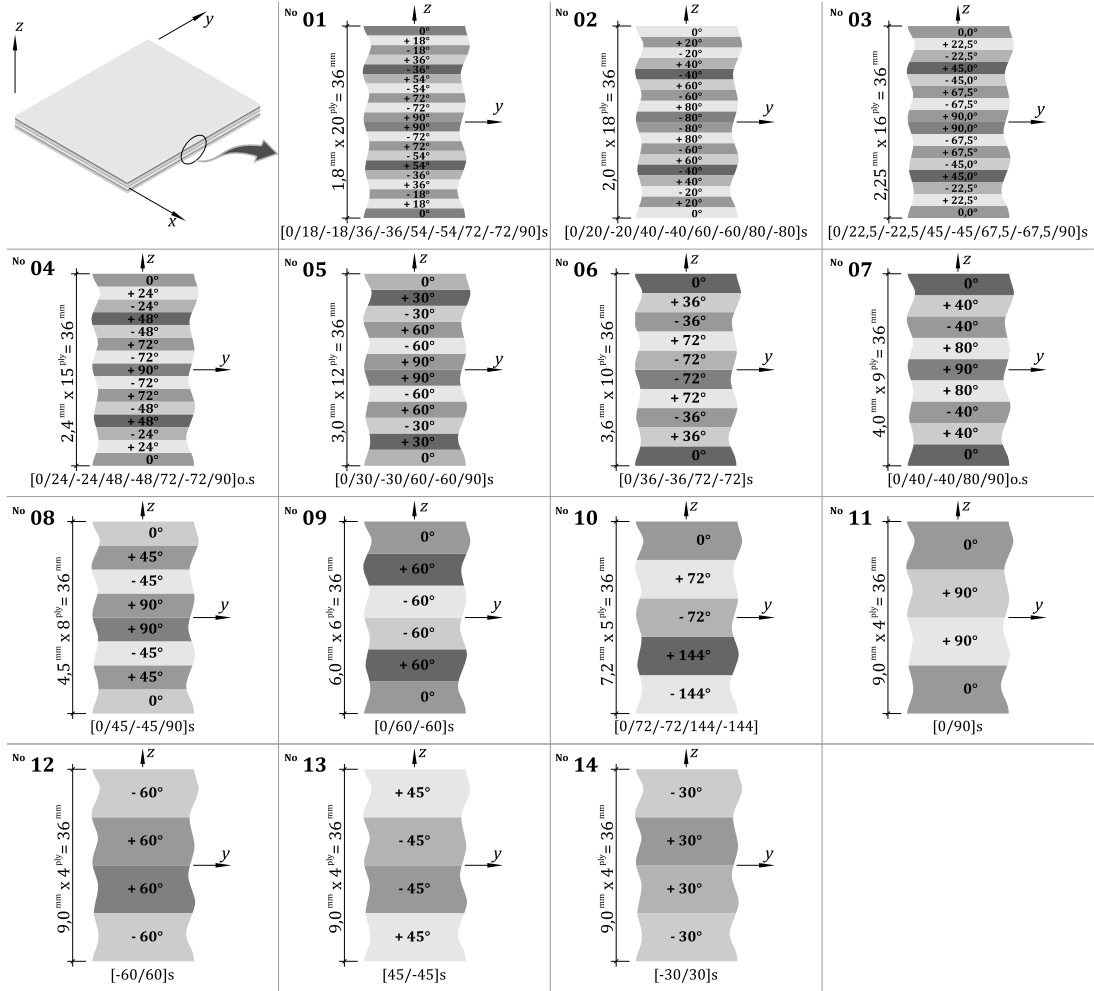 z
y
x
No 01
z
0°
+ 18°
- 18°
+ 36°
- 36°
+ 54°
- 54°
+ 72°
- 72°
+ 90°
+ 90°
- 72°
+ 72°
- 54°
+ 54°
- 36°
+ 36°
- 18°
+ 18°
0°
y
1,8 mm x 20 ply = 36 mm
[0/18/-18/36/-36/54/-54/72/-72/90]s
No 02
z
0°
+ 20°
- 20°
+ 40°
- 40°
+ 60°
- 60°
+ 80°
- 80°
- 80°
+ 80°
- 60°
+ 60°
- 40°
+ 40°
- 20°
+ 20°
0°
y
2,0 mm x 18 ply = 36 mm
[0/20/-20/40/-40/60/-60/80/-80]s
No 03
z
0,0°
+ 22,5°
- 22,5°
+ 45,0°
- 45,0°
+ 67,5°
- 67,5°
+ 90,0°
+ 90,0°
- 67,5°
+ 67,5°
- 45,0°
+ 45,0°
- 22,5°
+ 22,5°
0,0°
y
2,25 mm x 16 ply = 36 mm
[0/22,5/-22,5/45/-45/67,5/-67,5/90]s
No 04
z
0°
+ 24°
- 24°
+ 48°
- 48°
+ 72°
- 72°
+ 90°
- 72°
+ 72°
- 48°
+ 48°
- 24°
+ 24°
0°
y
2,4 mm x 15 ply = 36 mm
[0/24/-24/48/-48/72/-72/90]o.s
No 05
z
0°
+ 30°
- 30°
+ 60°
- 60°
+ 90°
+ 90°
- 60°
+ 60°
- 30°
+ 30°
0°
y
3,0 mm x 12 ply = 36 mm
[0/30/-30/60/-60/90]s
No 06
z
0°
+ 36°
- 36°
+ 72°
- 72°
- 72°
+ 72°
- 36°
+ 36°
0°
y
3,6 mm x 10 ply = 36 mm
[0/36/-36/72/-72]s
No 07
z
0°
+ 40°
- 40°
+ 80°
+ 90°
+ 80°
- 40°
+ 40°
0°
y
4,0 mm x 9 ply = 36 mm
[0/40/-40/80/90]o.s
No 08
z
0°
+ 45°
- 45°
+ 90°
+ 90°
- 45°
+ 45°
0°
y
4,5 mm x 8 ply = 36 mm
[0/45/-45/90]s
No 09
z
0°
+ 60°
- 60°
- 60°
+ 60°
0°
y
6,0 mm x 6 ply = 36 mm
[0/60/-60]s
No 10
z
0°
+ 72°
- 72°
+ 144°
- 144°
y
7,2 mm x 5 ply = 36 mm
[0/72/-72/144/-144]
No 11
z
0°
+ 90°
+ 90°
0°
y
9,0 mm x 4 ply = 36 mm
[0/90]s
No 12
z
- 60°
+ 60°
+ 60°
- 60°
y
9,0 mm x 4 ply = 36 mm
[-60/60]s
No 13
z
+ 45°
- 45°
- 45°
+ 45°
y
9,0 mm x 4 ply = 36 mm
[45/-45]s
No 14
z
- 30°
+ 30°
+ 30°
- 30°
y
9,0 mm x 4 ply = 36 mm
[-30/30]s